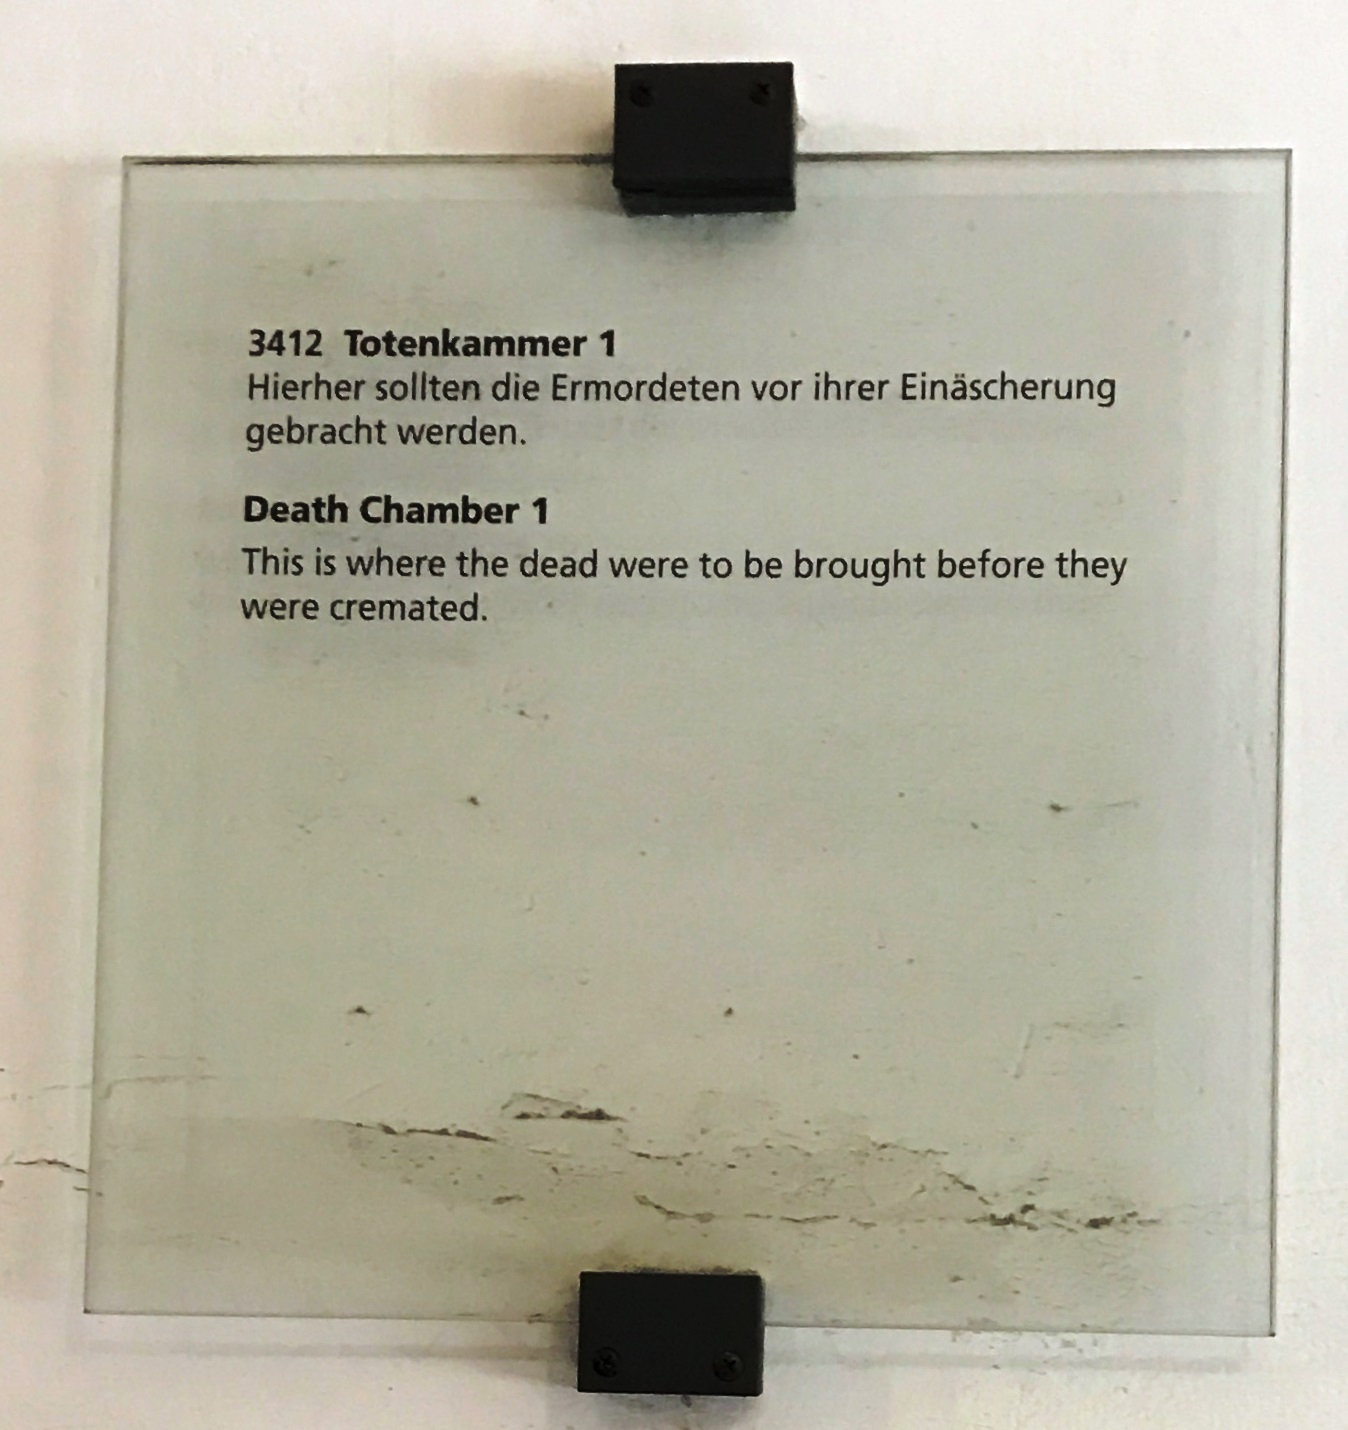 3412 Totenkammer 1
Hierher sollten die Ermordeten vor ihrer Einäscherung
gebracht werden.
Death Chamber 1
This is where the dead were to be brought before they
were cremated.